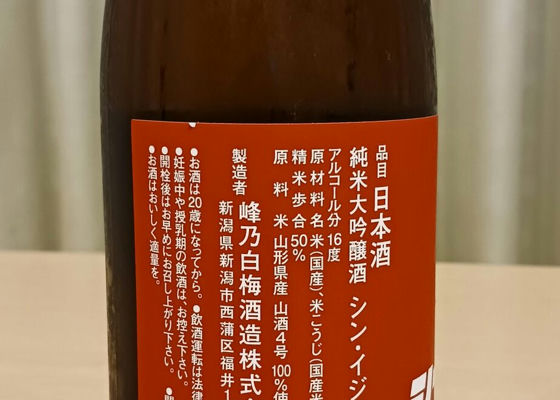 品目 日本酒
純米大吟醸酒 シン・イジ
アルコール分 16度
原材料名 米(国産)、米こうじ(国産米
精米歩合 50%
原料米 山形県産 山酒4号 100%使
製造者 峰乃白梅酒造株式会
新潟県新潟市西蒲区福井1
●お酒は20歳になってから。●飲酒運転は法律
●妊娠中や授乳期の飲酒は、お控え下さい。
●開栓後はお早めにお召し上がり下さい。
●お酒はおいしく適量を。